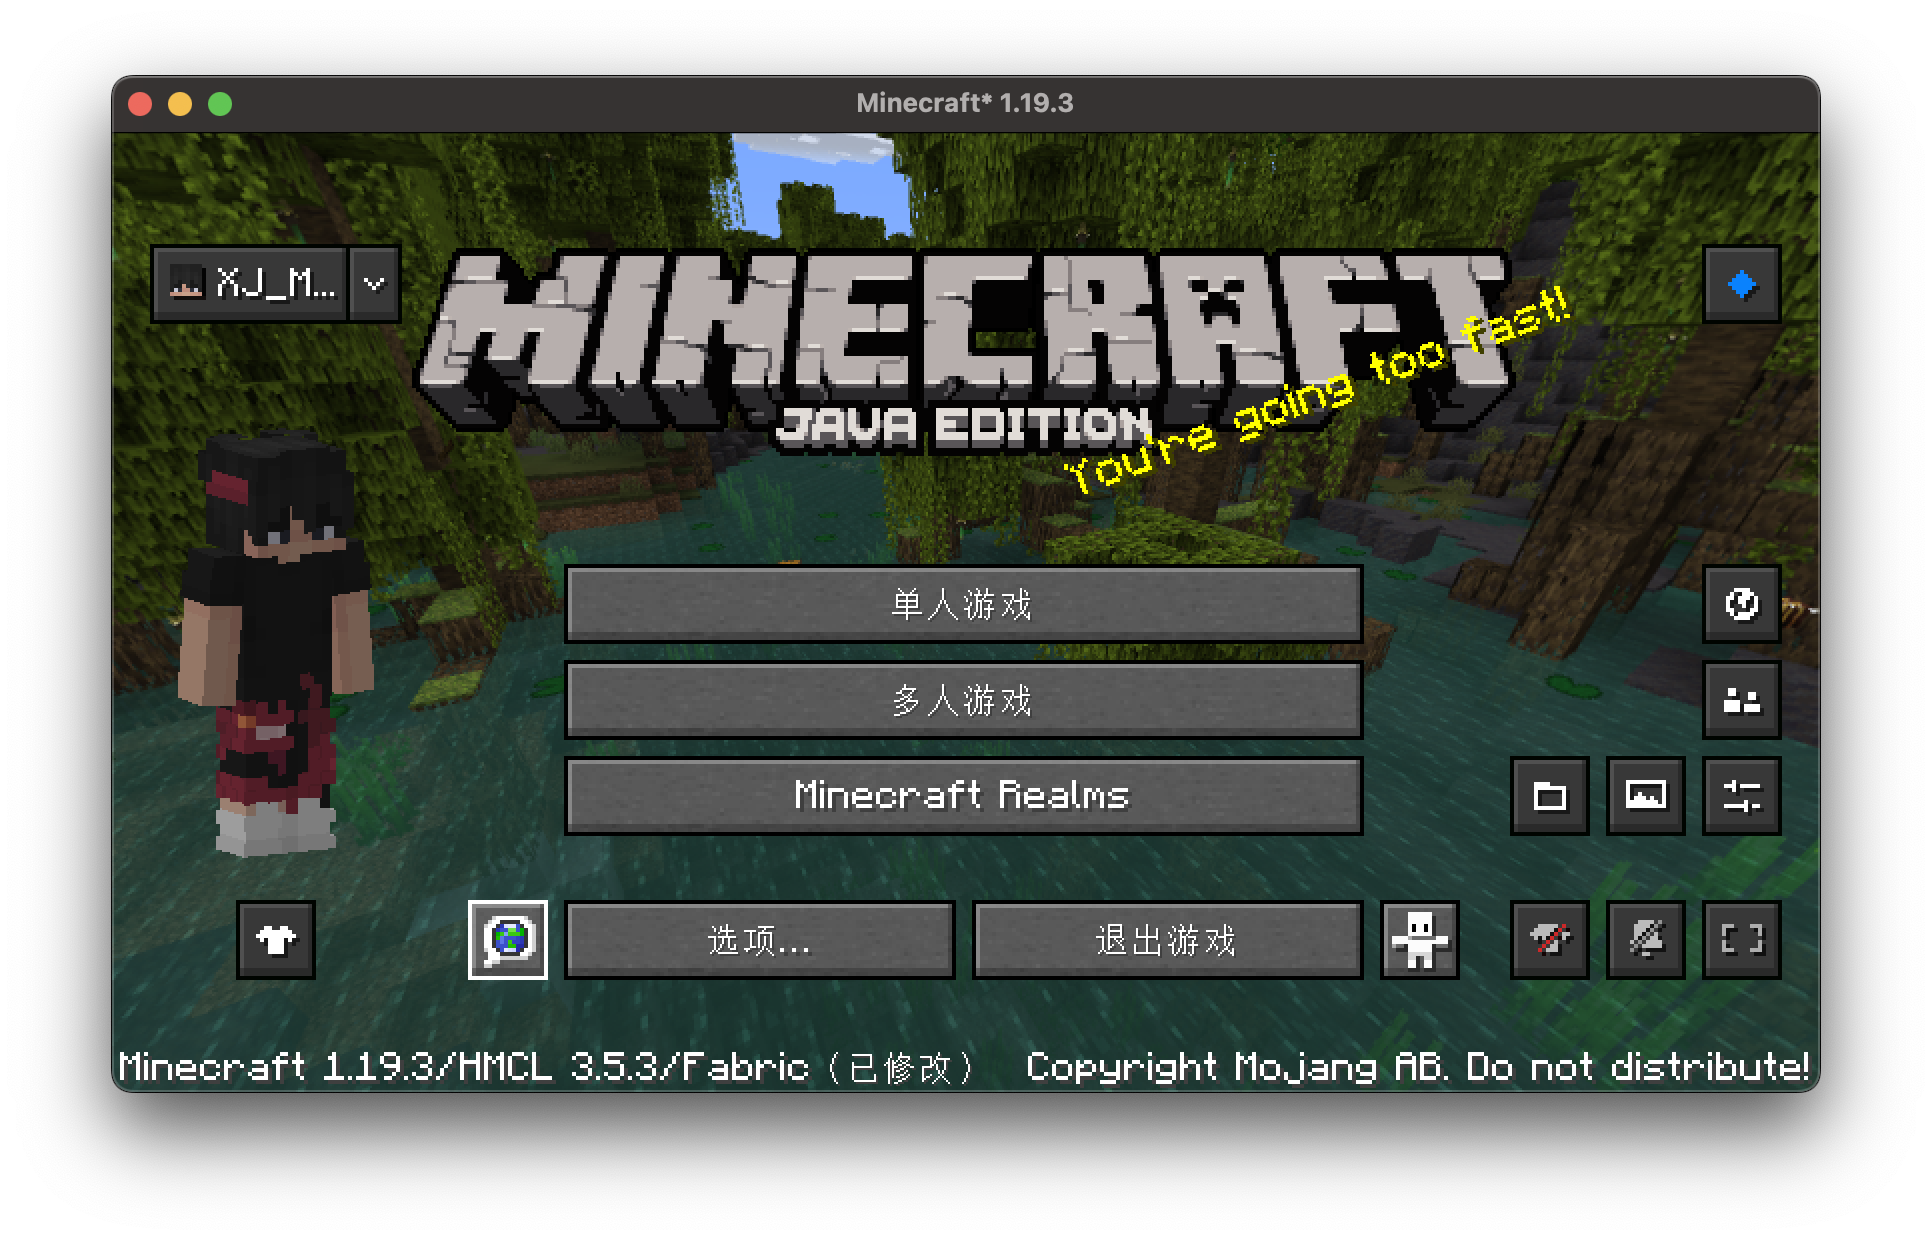 Minecraft* 1.19.3
XJ_M...
MINECRAFT
JAVA EDITION
You're going too fast!
单人游戏
多人游戏
Minecraft Realms
选项...
退出游戏
Minecraft 1.19.3/HMCL 3.5.3/Fabric（已修改）
Copyright Mojang AB. Do not distribute!